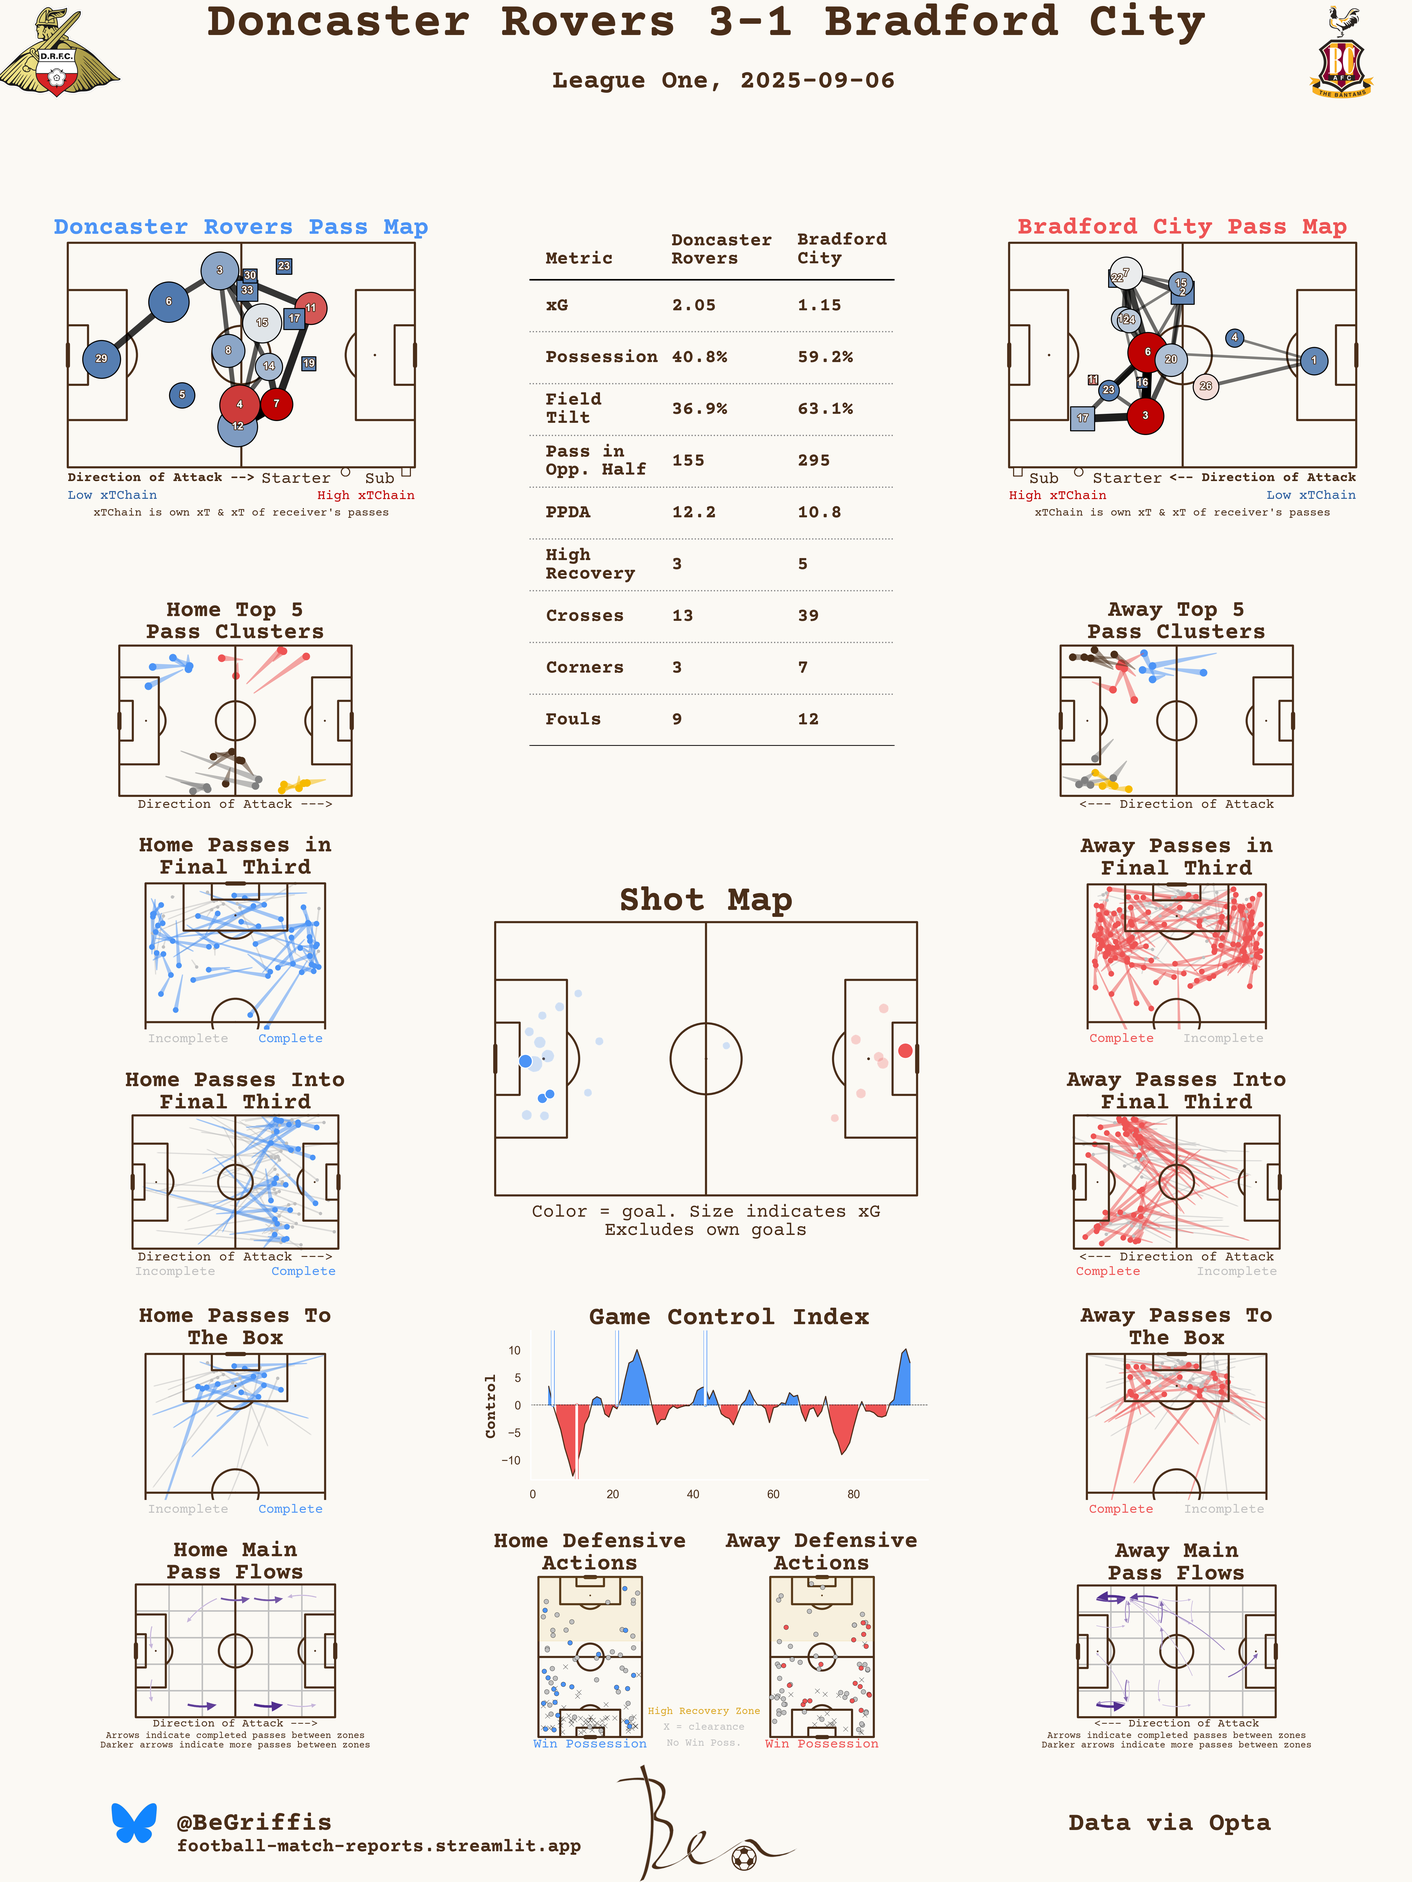 Doncaster Rovers 3-1 Bradford City
League One, 2025-09-06
D.R.F.C.
BC
AFC
THE BANTAMS
Doncaster Rovers Pass Map
3
30
23
33
6
11
15
17
8
29
14
19
5
4
7
12
Direction of Attack --> Starter Sub
Low xTChain High xTChain
xTChain is own xT & xT of receiver's passes
Metric Doncaster Rovers Bradford City
xG 2.05 1.15
Possession 40.8% 59.2%
Field Tilt 36.9% 63.1%
Pass in Opp. Half 155 295
PPDA 12.2 10.8
High Recovery 3 5
Crosses 13 39
Corners 3 7
Fouls 9 12
Bradford City Pass Map
22
7
15
2
24
4
6
20
1
11
16
23
26
17
3
Sub Starter <-- Direction of Attack
High xTChain Low xTChain
xTChain is own xT & xT of receiver's passes
Home Top 5
Pass Clusters
Direction of Attack --->
Away Top 5
Pass Clusters
<--- Direction of Attack
Home Passes in
Final Third
Incomplete Complete
Away Passes in
Final Third
Complete Incomplete
Shot Map
Color = goal. Size indicates xG
Excludes own goals
Home Passes Into
Final Third
Direction of Attack --->
Incomplete Complete
Away Passes Into
Final Third
<--- Direction of Attack
Complete Incomplete
Home Passes To
The Box
Incomplete Complete
Game Control Index
Control
10
5
0
−5
−10
0 20 40 60 80
Away Passes To
The Box
Complete Incomplete
Home Main
Pass Flows
Direction of Attack --->
Arrows indicate completed passes between zones
Darker arrows indicate more passes between zones
Home Defensive
Actions
Win Possession
High Recovery Zone
X = clearance
No Win Poss.
Away Defensive
Actions
Win Possession
Away Main
Pass Flows
<--- Direction of Attack
Arrows indicate completed passes between zones
Darker arrows indicate more passes between zones
@BeGriffis
football-match-reports.streamlit.app
Ben
Data via Opta